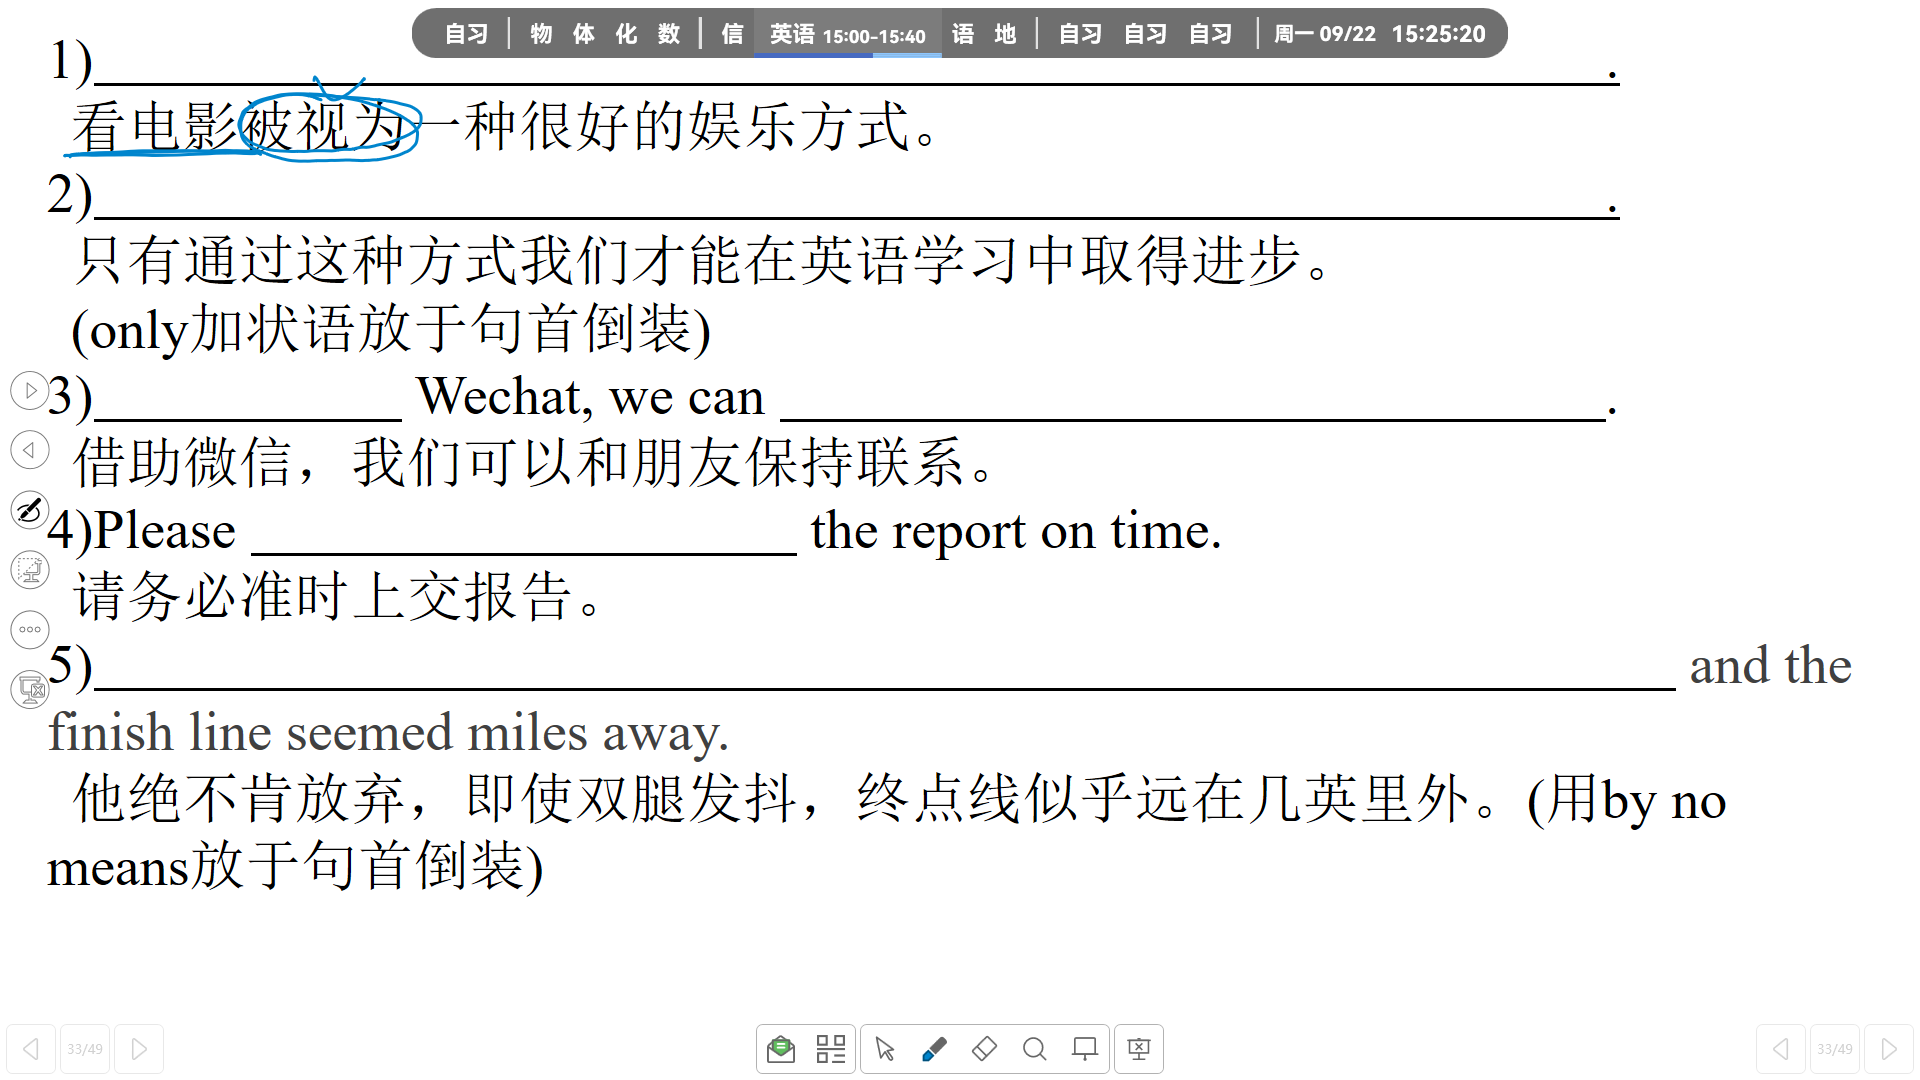 自习 | 物 体 化 数 | 信 英语 15:00-15:40 语 地 | 自习 自习 自习 | 周一 09/22 15:25:20
1)______________________________.
看电影被视为一种很好的娱乐方式。
2)______________________________.
只有通过这种方式我们才能在英语学习中取得进步。
(only加状语放于句首倒装)
3)____________ Wechat, we can ______________________________.
借助微信，我们可以和朋友保持联系。
4)Please ____________________ the report on time.
请务必准时上交报告。
5)______________________________ and the
finish line seemed miles away.
他绝不肯放弃，即使双腿发抖，终点线似乎远在几英里外。(用by no
means放于句首倒装)
33/49
33/49